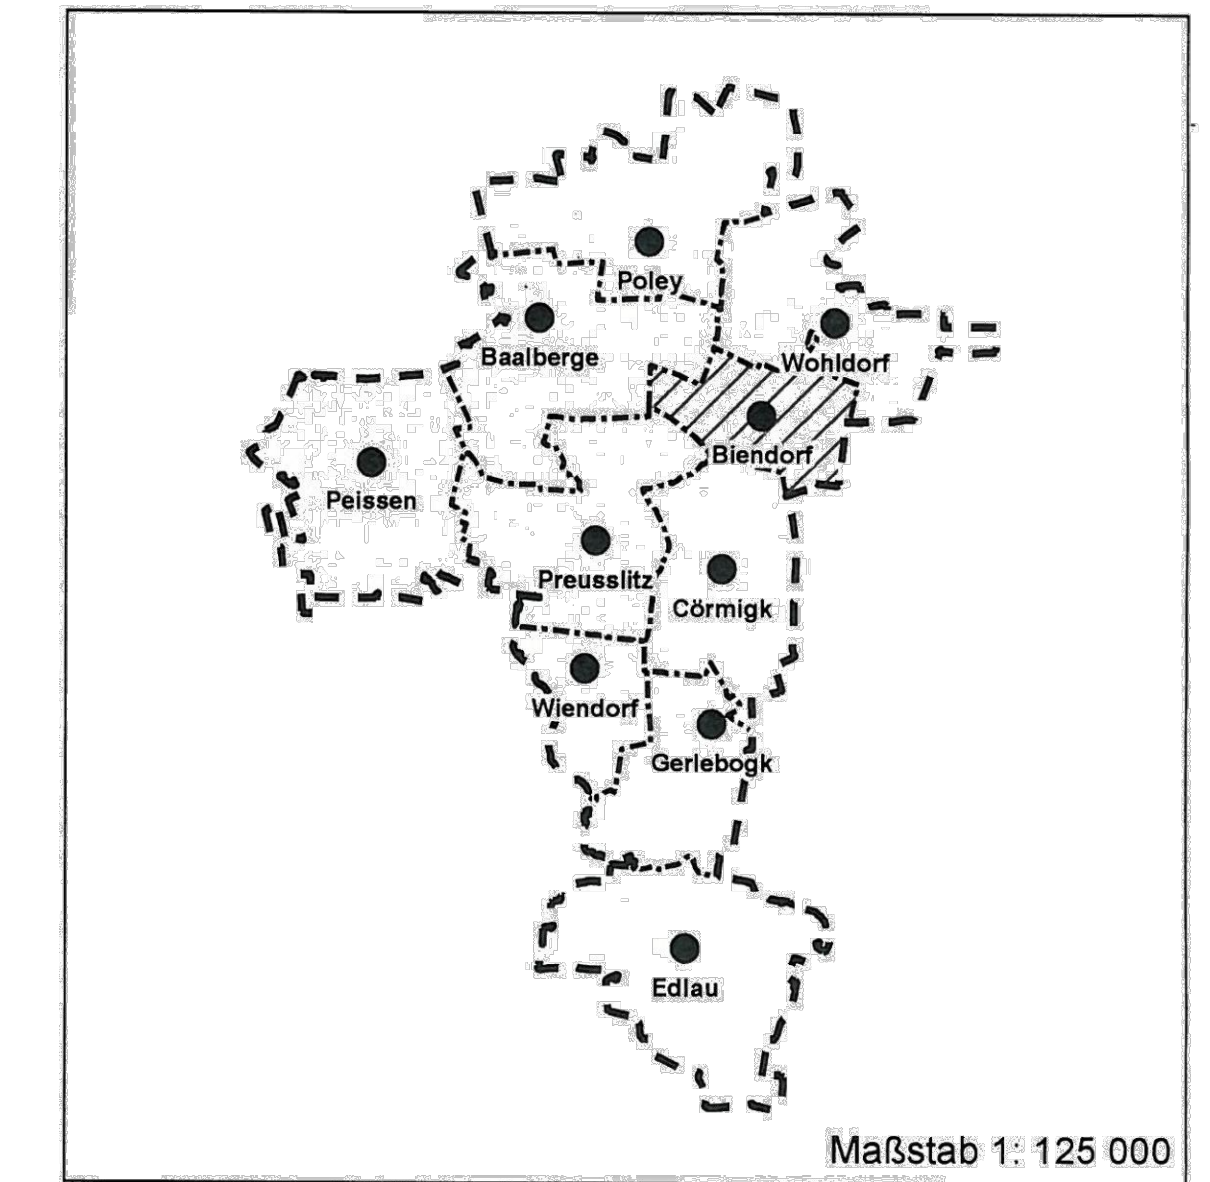 Poley
Baalberge
Wohldorf
Biendorf
Peissen
Preusslitz
Cörmigk
Wiendorf
Gerlebogk
Edlau
Maßstab 1: 125 000